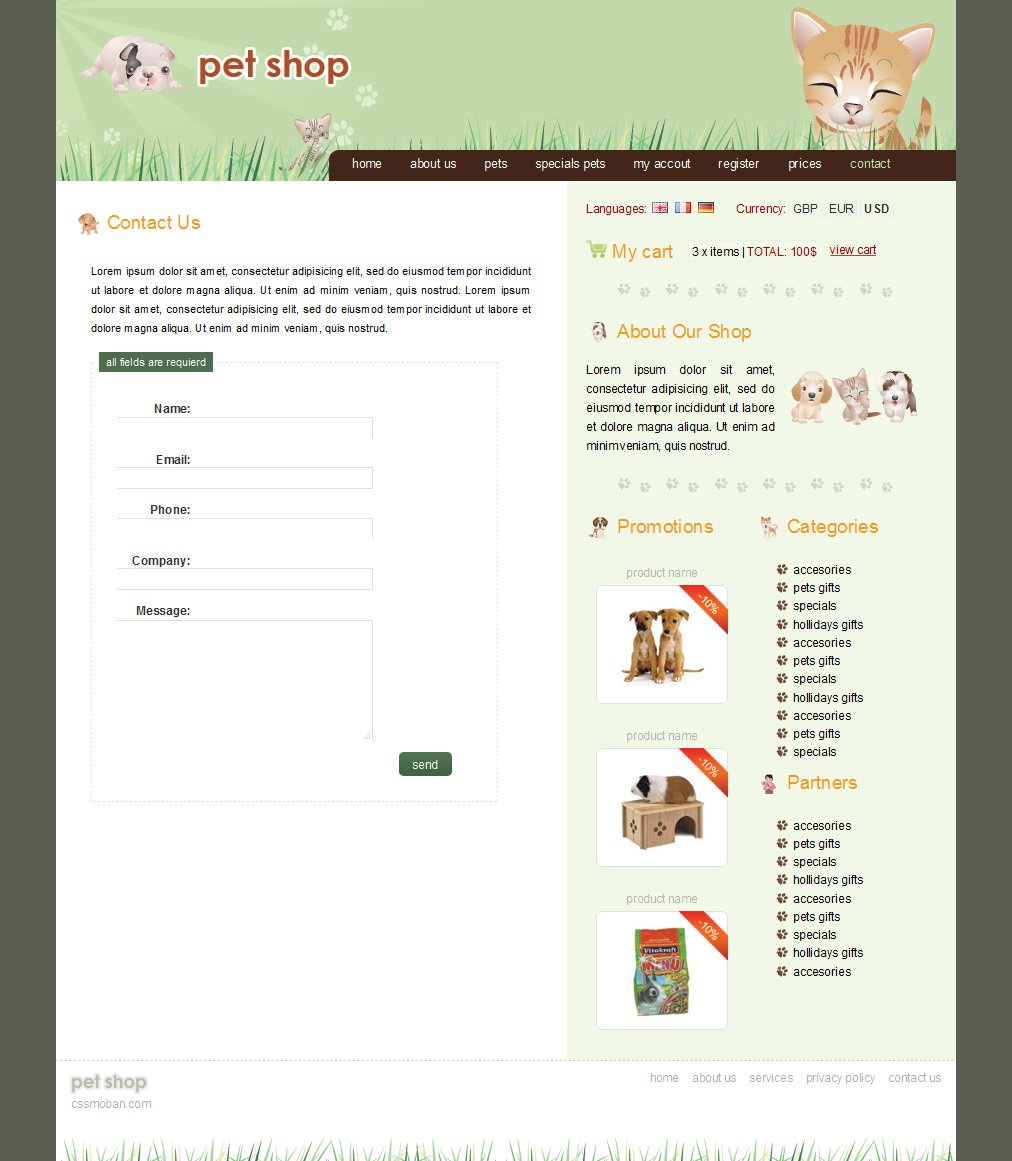 pet shop
home about us pets specials pets my accout register prices contact
Contact Us
Lorem ipsum dolor sit amet, consectetur adipisicing elit, sed do eiusmod tempor incididunt
ut labore et dolore magna aliqua. Ut enim ad minim veniam, quis nostrud. Lorem ipsum
dolor sit amet, consectetur adipisicing elit, sed do eiusmod tempor incididunt ut labore et
dolore magna aliqua. Ut enim ad minim veniam, quis nostrud.
all fields are requierd
Name:
Email:
Phone:
Company:
Message:
send
Languages: Currency: GBP EUR USD
My cart 3 x items | TOTAL: 100$ view cart
About Our Shop
Lorem ipsum dolor sit amet,
consectetur adipisicing elit, sed do
eiusmod tempor incididunt ut labore
et dolore magna aliqua. Ut enim ad
minimveniam, quis nostrud.
Promotions
product name
-10%
product name
-10%
product name
-10%
Vitakraft
MENU
Categories
accesories
pets gifts
specials
hollidays gifts
accesories
pets gifts
specials
hollidays gifts
accesories
pets gifts
specials
Partners
accesories
pets gifts
specials
hollidays gifts
accesories
pets gifts
specials
hollidays gifts
accesories
pet shop
cssmoban.com
home about us services privacy policy contact us